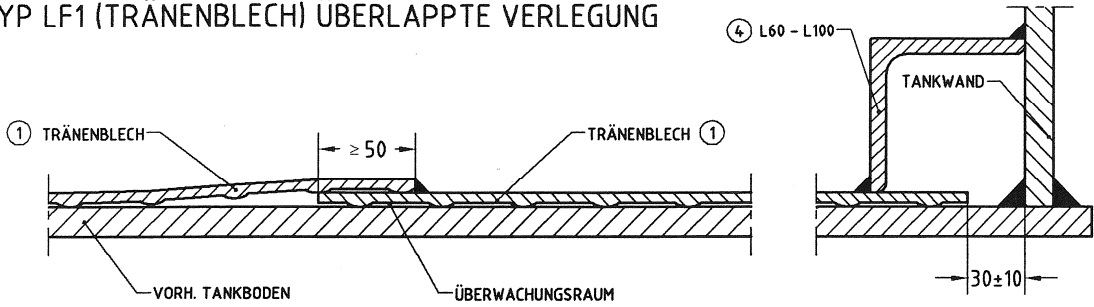 YP LF1 (TRÄNENBLECH) ÜBERLAPPTE VERLEGUNG
④ L60 - L100
TANKWAND
① TRÄNENBLECH
≥ 50
TRÄNENBLECH ①
30±10
VORH. TANKBODEN
ÜBERWACHUNGSRAUM